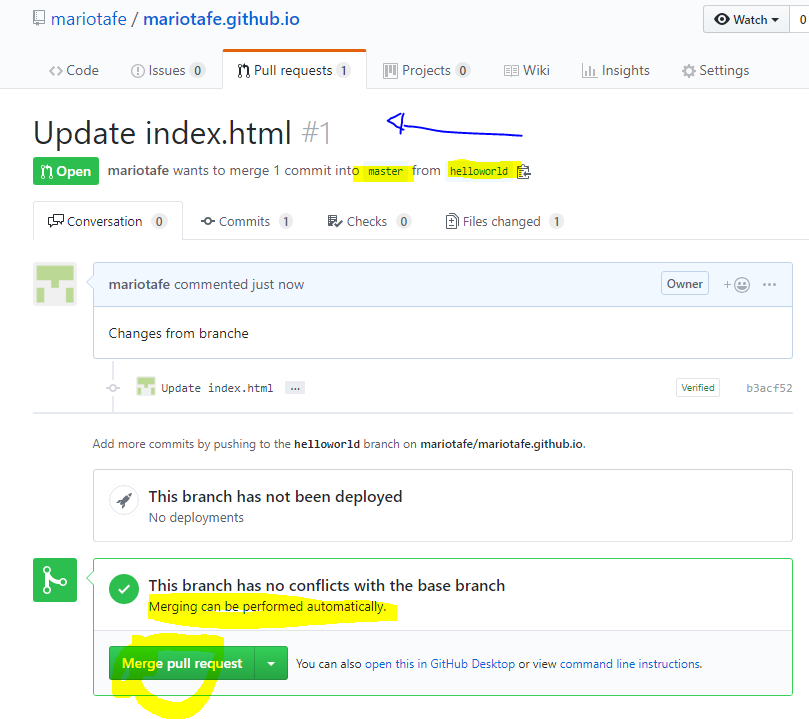 mariotafe / mariotafe.github.io
Watch 0
Code Issues 0 Pull requests 1 Projects 0 Wiki Insights Settings
Update index.html #1
Open mariotafe wants to merge 1 commit into master from helloworld
Conversation 0 Commits 1 Checks 0 Files changed 1
mariotafe commented just now Owner
Changes from branche
Update index.html ... Verified b3acf52
Add more commits by pushing to the helloworld branch on mariotafe/mariotafe.github.io.
This branch has not been deployed
No deployments
This branch has no conflicts with the base branch
Merging can be performed automatically.
Merge pull request You can also open this in GitHub Desktop or view command line instructions.